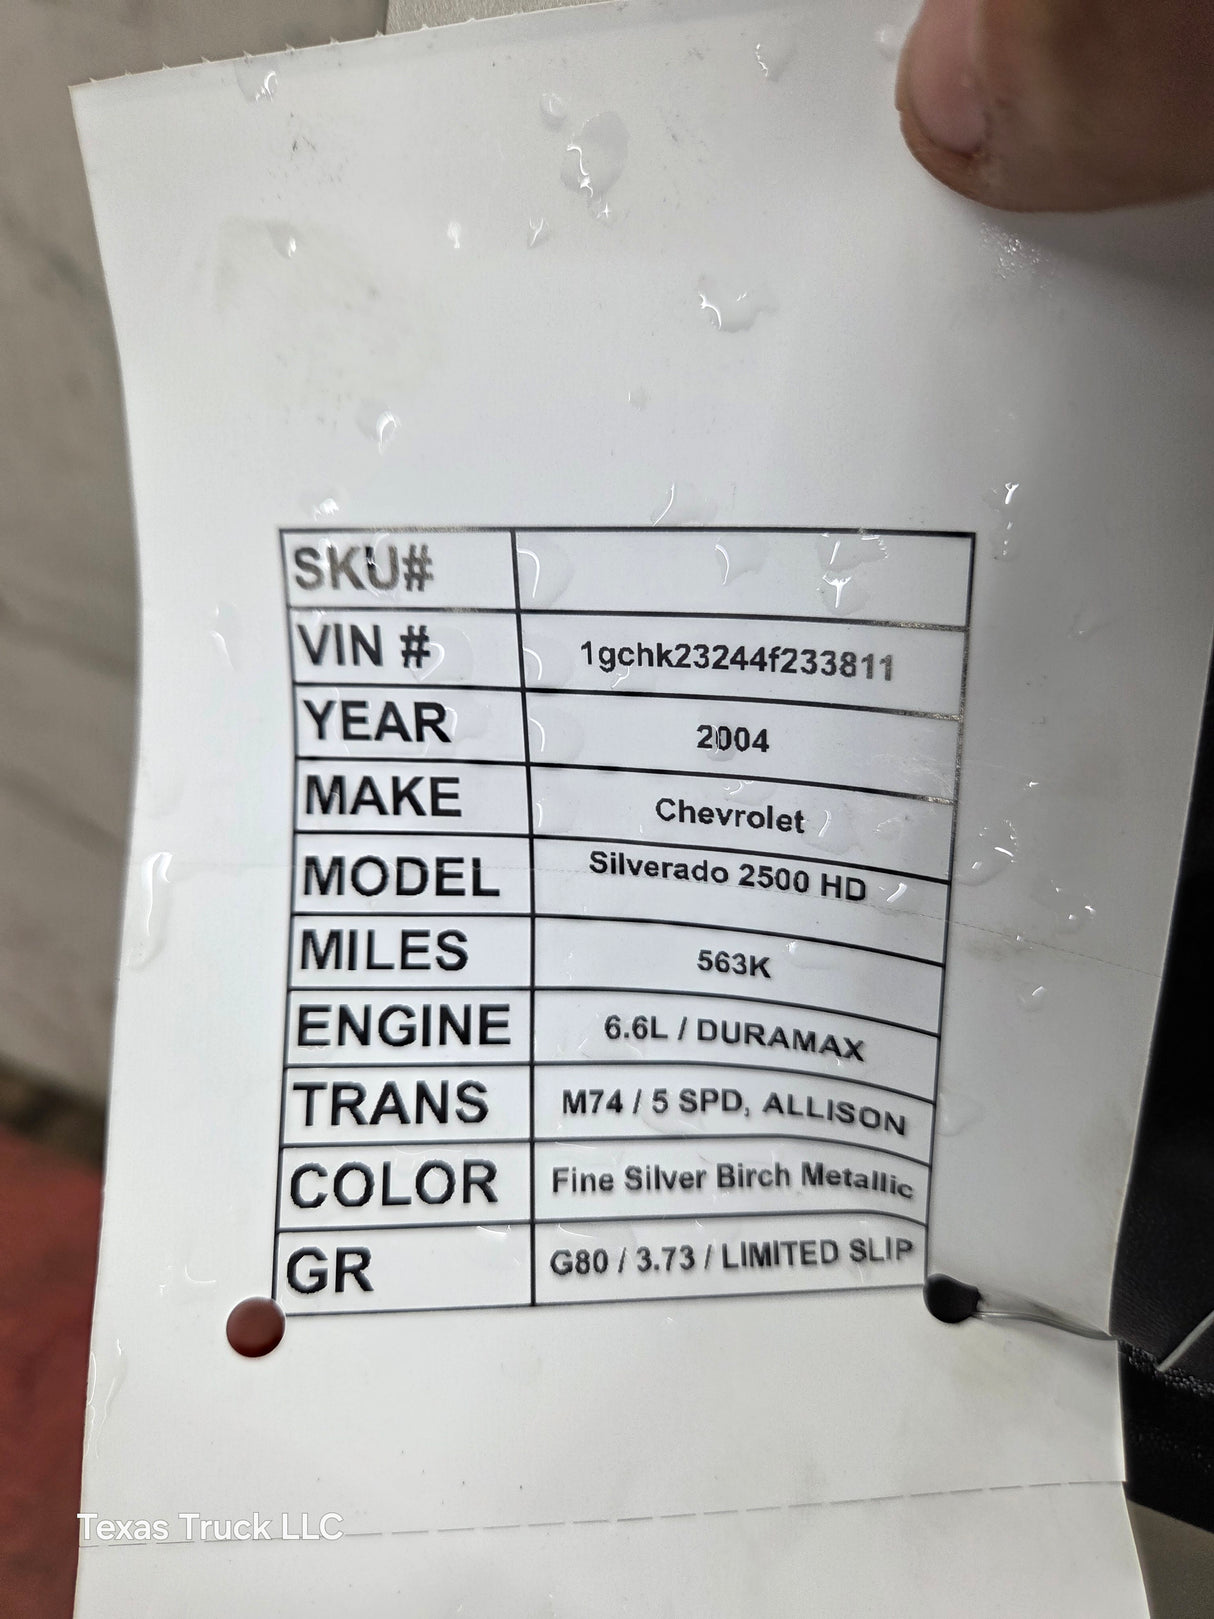 SKU#
VIN # 1gchk23244f233811
YEAR 2004
MAKE Chevrolet
MODEL Silverado 2500 HD
MILES 563K
ENGINE 6.6L / DURAMAX
TRANS M74 / 5 SPD, ALLISON
COLOR Fine Silver Birch Metallic
GR G80 / 3.73 / LIMITED SLIP
Texas Truck LLC